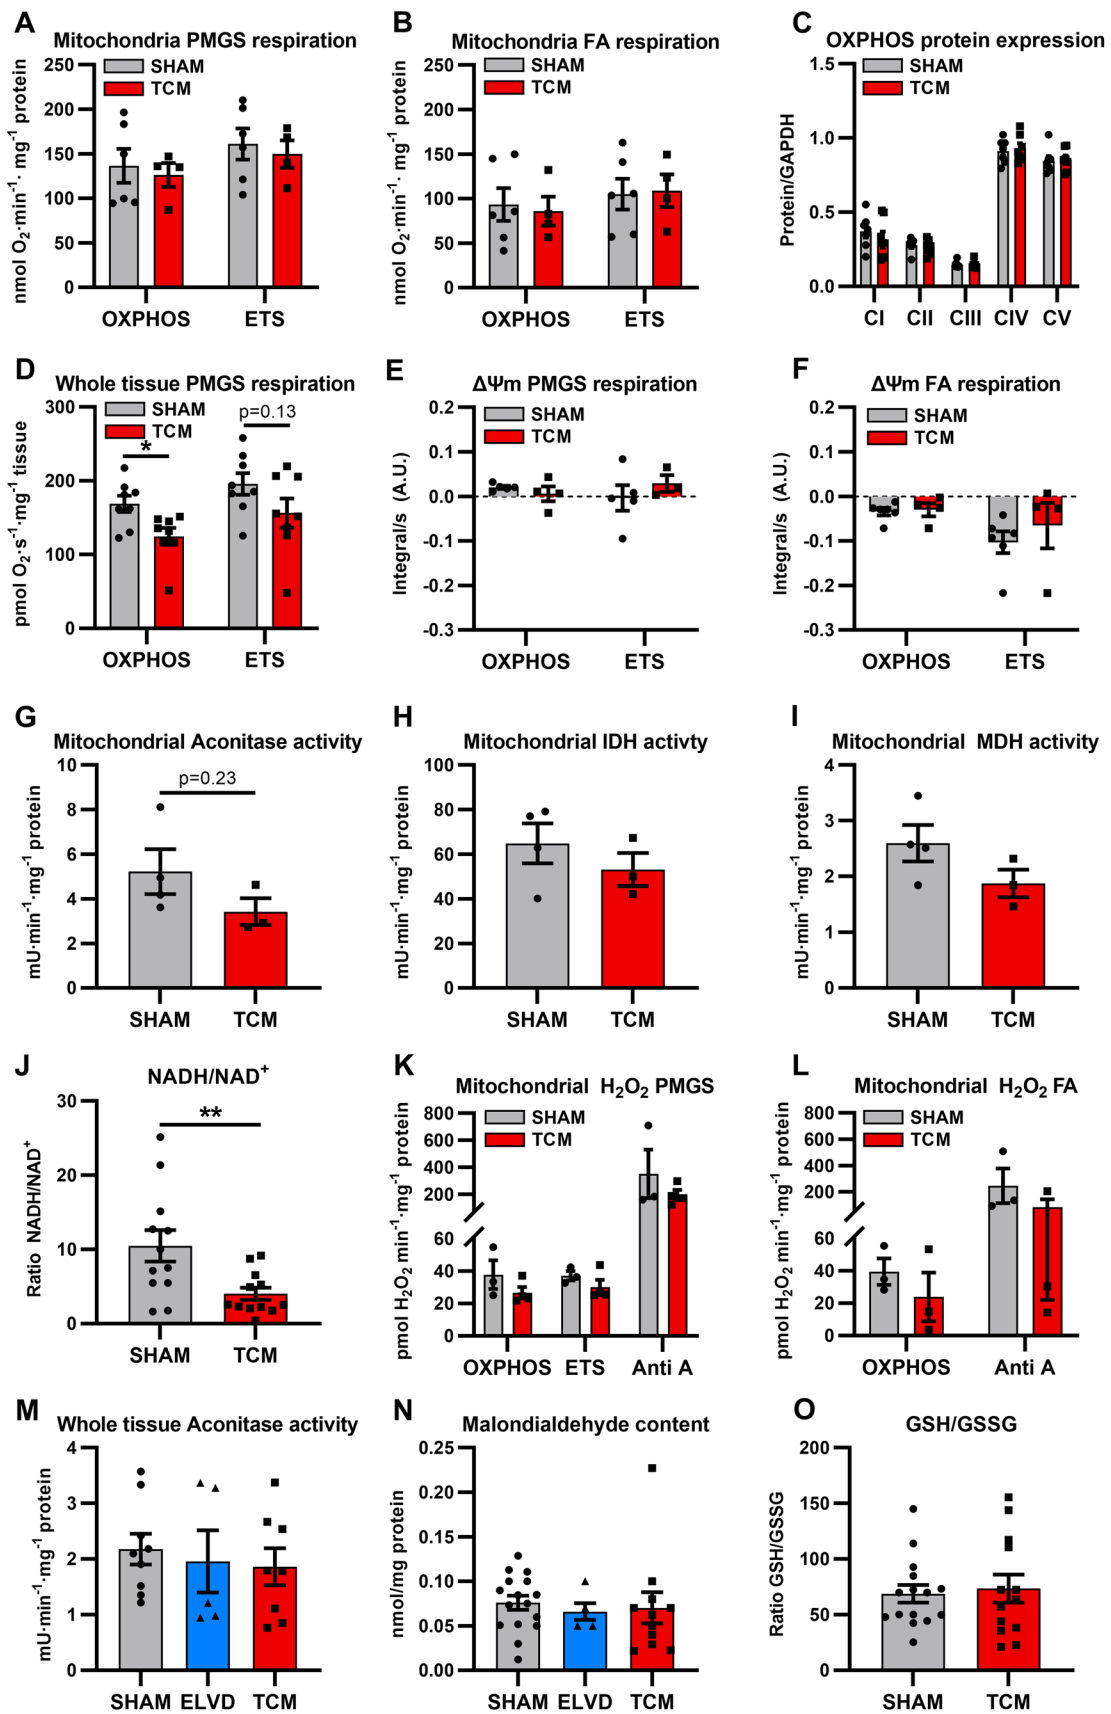 A
Mitochondria PMGS respiration
SHAM
TCM
nmol O2·min-1· mg-1 protein
250
200
150
100
50
0
OXPHOS ETS
B
Mitochondria FA respiration
SHAM
TCM
nmol O2·min-1· mg-1 protein
250
200
150
100
50
0
OXPHOS ETS
C
OXPHOS protein expression
SHAM
TCM
Protein/GAPDH
1.5
1.0
0.5
0.0
CI CII CIII CIV CV
D
Whole tissue PMGS respiration
SHAM
TCM
*
p=0.13
pmol O2·s-1·mg-1 tissue
300
200
100
0
OXPHOS ETS
E
ΔΨm PMGS respiration
SHAM
TCM
Integral/s (A.U.)
0.2
0.1
0.0
-0.1
-0.2
-0.3
OXPHOS ETS
F
ΔΨm FA respiration
SHAM
TCM
Integral/s (A.U.)
0.2
0.1
0.0
-0.1
-0.2
-0.3
OXPHOS ETS
G
Mitochondrial Aconitase activity
p=0.23
mU·min-1·mg-1 protein
10
8
6
4
2
0
SHAM TCM
H
Mitochondrial IDH activty
mU·min-1·mg-1 protein
100
80
60
40
20
0
SHAM TCM
I
Mitochondrial MDH activity
mU·min-1·mg-1 protein
4
3
2
1
0
SHAM TCM
J
NADH/NAD+
**
Ratio NADH/NAD+
30
20
10
0
SHAM TCM
K
Mitochondrial H2O2 PMGS
SHAM
TCM
pmol H2O2 min-1·mg-1 protein
800
600
400
200
60
40
20
0
OXPHOS ETS Anti A
L
Mitochondrial H2O2 FA
SHAM
TCM
pmol H2O2 min-1·mg-1 protein
800
600
400
200
60
40
20
0
OXPHOS Anti A
M
Whole tissue Aconitase activity
mU·min-1·mg-1 protein
4
3
2
1
0
SHAM ELVD TCM
N
Malondialdehyde content
nmol/mg protein
0.25
0.20
0.15
0.10
0.05
0.00
SHAM ELVD TCM
O
GSH/GSSG
Ratio GSH/GSSG
200
150
100
50
0
SHAM TCM